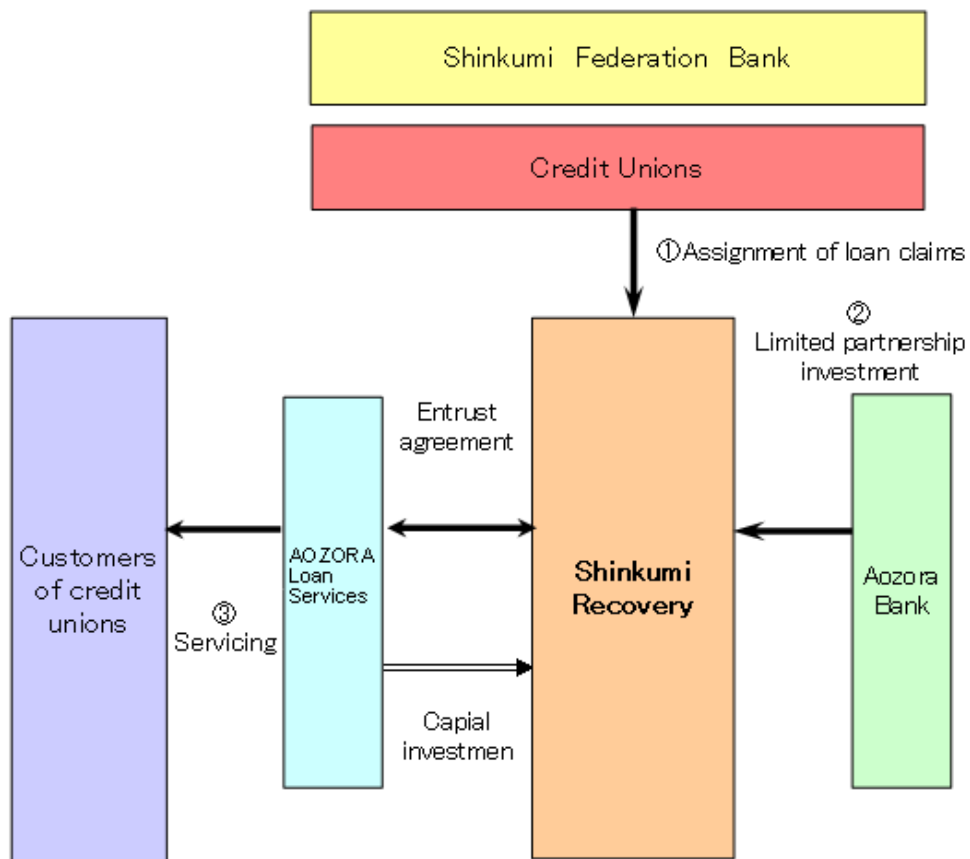 Shinkumi Federation Bank
Credit Unions
①Assignment of loan claims
②
Limited partnership
investment
Entrust
agreement
Customers
of credit
unions
③
Servicing
AOZORA
Loan
Services
Shinkumi
Recovery
Aozora
Bank
Capial
investmen